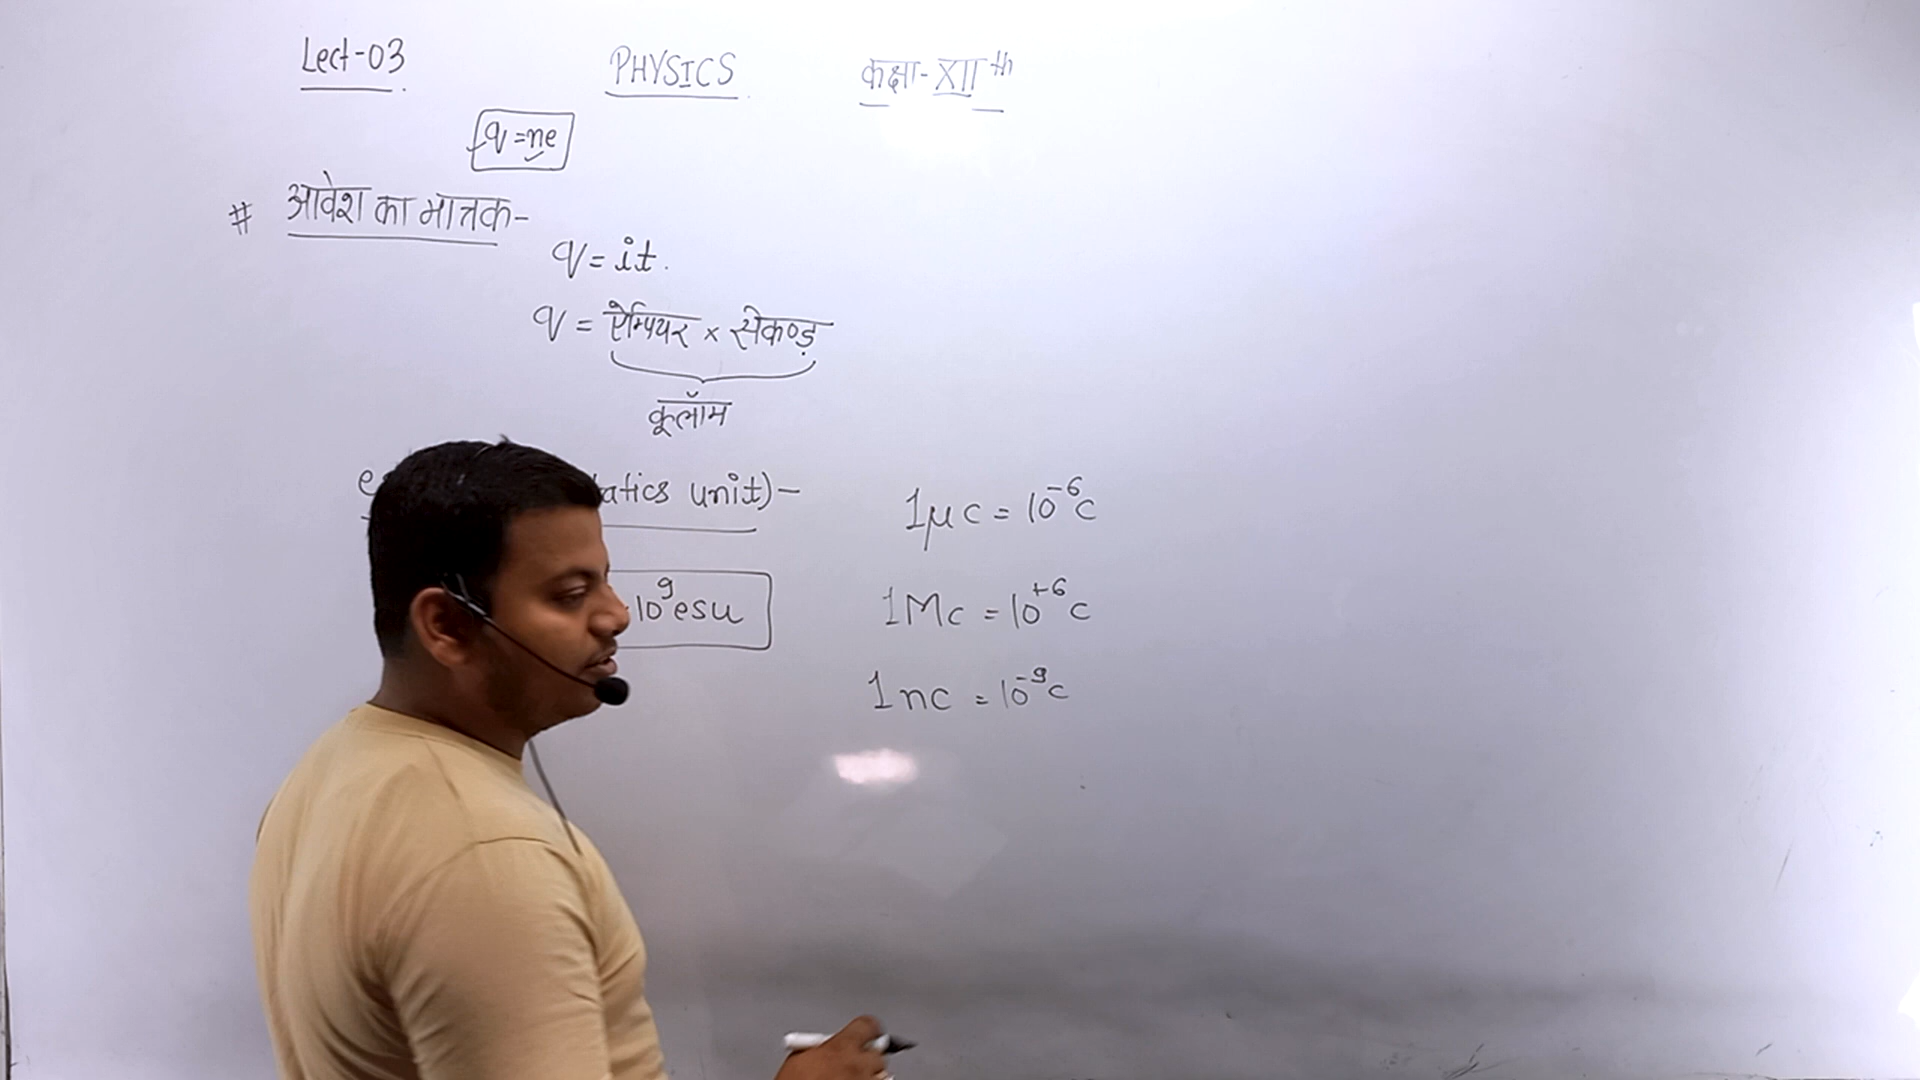 Lect-03 PHYSICS कक्षा-XIIth
q=ne
# आवेश का मात्रक-
q = it.
q = ऐम्पियर x सेकण्ड़
कूलॉम
unit)-
10⁹esu
1μc = 10⁻⁶c
1Mc = 10⁺⁶c
1nc = 10⁻⁹c